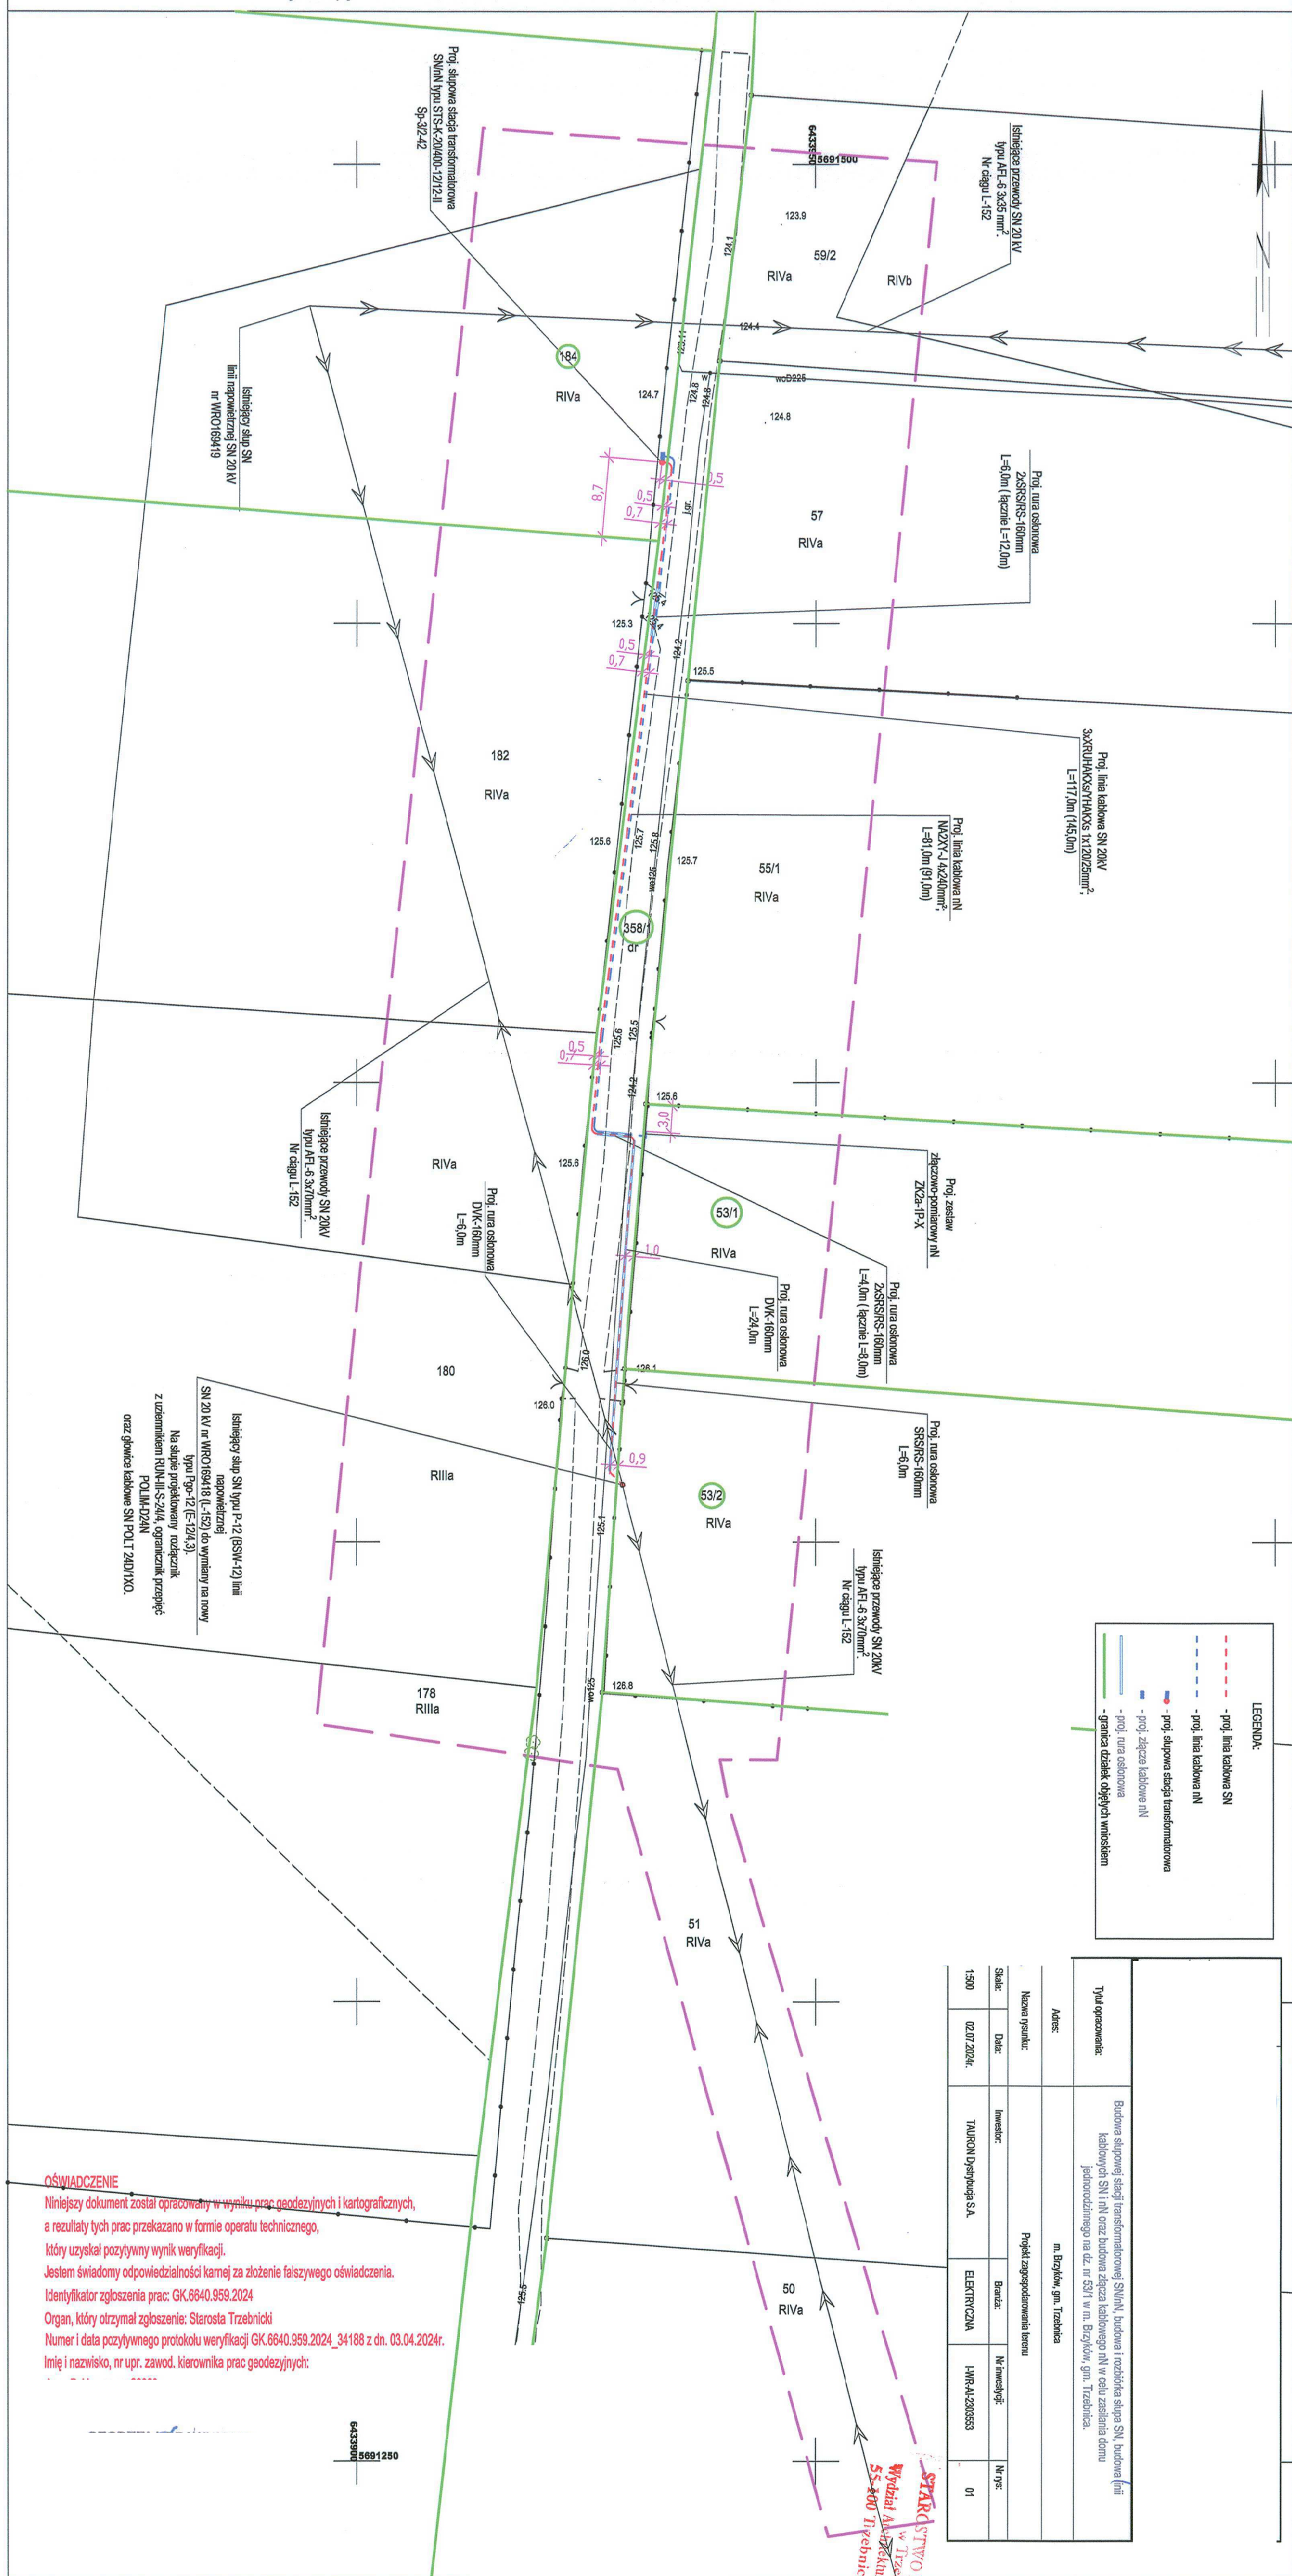 Proj. słupowa stacja transformatorowa
SN/nN typu STS-K-20/400-12/12-II
Sp-3/2-42
64339505691500
Istniejące przewody SN 20 kV
typu AFL-6 3x35 mm².
Nr ciągu L-152
123.9
59/2
RIVa
RIVb
124.1
124.4
184
RIVa
124.7
124.8
124.8
w
woD225
124.8
Istniejący słup SN
linii napowietrznej SN 20 kV
nr WRO169419
8,7
0,5
0,5
0,7
57
RIVa
Proj. rura osłonowa
2xSRS/RS-160mm
L=6,0m ( łącznie L=12,0m)
125.3
0,5
0,7
124.2
125.5
182
RIVa
Proj. linia kablowa SN 20kV
3xXRUHAKXs/YHAKXs 1x120/25mm²;
L=117,0m (145,0m)
Proj. linia kablowa nN
NA2XY-J 4x240mm²;
L=81,0m (91,0m)
125.6
125.7
125.8
wo125
125.7
55/1
RIVa
358/1
dr
125.6
125.5
0,5
0,7
124.2
125.6
3,0
Istniejące przewody SN 20kV
typu AFL-6 3x70mm².
Nr ciągu L-152
RIVa
125.6
Proj. rura osłonowa
DVK-160mm
L=6,0m
53/1
RIVa
Proj. zestaw
złączowo-pomiarowy nN
ZK2a-1P-X
1,0
Proj. rura osłonowa
DVK-160mm
L=24,0m
Proj. rura osłonowa
2xSRS/RS-160mm
L=4,0m ( łącznie L=8,0m)
180
RIIIa
126.0
126.0
126.1
0,9
53/2
RIVa
Proj. rura osłonowa
SRS/RS-160mm
L=6,0m
Istniejący słup SN typu P-12 (BSW-12) linii
napowietrznej
SN 20 kV nr WRO169418 (L-152) do wymiany na nowy
typu Pgo-12 (E-12/4,3).
Na słupie projektowany rozłącznik
z uziemnikiem RUN-III-S-24/4, ogranicznik przepięć
POLIM-D24N
oraz głowice kablowe SN POLT 24D/1XO.
125.1
Istniejące przewody SN 20kV
typu AFL-6 3x70mm².
Nr ciągu L-152
wo125
126.8
178
RIIIa
LEGENDA:
- proj. linia kablowa SN
- proj. linia kablowa nN
- proj. słupowa stacja transformatorowa
- proj. złącze kablowe nN
- proj. rura osłonowa
- granica działek objętych wnioskiem
51
RIVa
Tytuł opracowania:
Budowa słupowej stacji transformatorowej SN/nN, budowa i rozbiórka słupa SN, budowa linii
kablowych SN i nN oraz budowa złącza kablowego nN w celu zasilania domu
jednorodzinnego na dz. nr 53/1 w m. Brzyków, gm. Trzebnica.
Adres:
m. Brzyków, gm. Trzebnica
Nazwa rysunku:
Projekt zagospodarowania terenu
Skala:
Data:
Inwestor:
Branża:
Nr inwestycji:
Nr rys:
1:500
02.07.2024r.
TAURON Dystrybucja S.A.
ELEKTRYCZNA
I-WR-AI-2303553
01
50
RIVa
125.5
OŚWIADCZENIE
Niniejszy dokument został opracowany w wyniku prac geodezyjnych i kartograficznych,
a rezultaty tych prac przekazano w formie operatu technicznego,
który uzyskał pozytywny wynik weryfikacji.
Jestem świadomy odpowiedzialności karnej za złożenie fałszywego oświadczenia.
Identyfikator zgłoszenia prac: GK.6640.959.2024
Organ, który otrzymał zgłoszenie: Starosta Trzebnicki
Numer i data pozytywnego protokołu weryfikacji GK.6640.959.2024_34188 z dn. 03.04.2024r.
Imię i nazwisko, nr upr. zawod. kierownika prac geodezyjnych:
64339005691250
STAROSTWO
w Trze
Wydział Architektu
55-100 Trzebnic